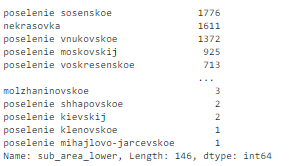 poselenie sosenskoe 1776
nekrasovka 1611
poselenie vnukovskoe 1372
poselenie moskovskij 925
poselenie voskresenskoe 713
...
molzhaninovskoe 3
poselenie shhapovskoe 2
poselenie kievskij 2
poselenie klenovskoe 1
poselenie mihajlovo-jarcevskoe 1
Name: sub_area_lower, Length: 146, dtype: int64